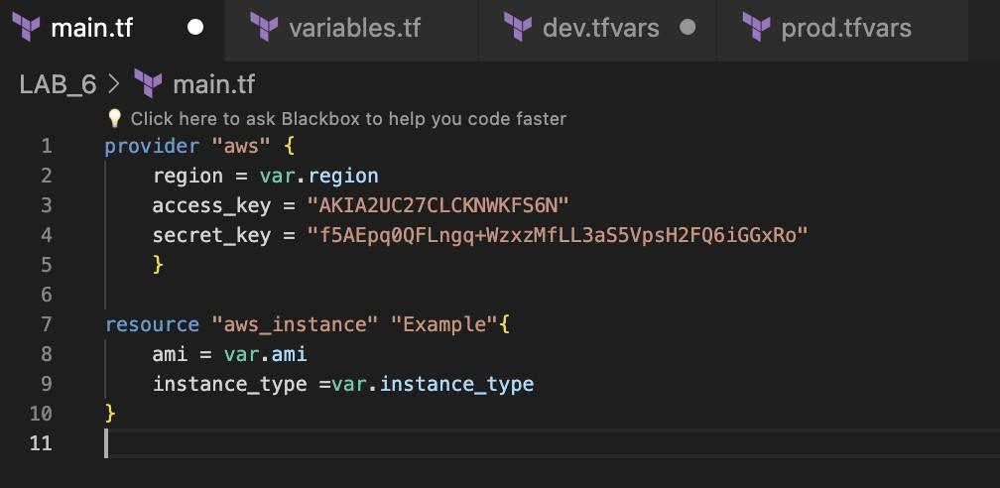 main.tf variables.tf dev.tfvars prod.tfvars
LAB_6 > main.tf
Click here to ask Blackbox to help you code faster
1 provider "aws" {
2 region = var.region
3 access_key = "AKIA2UC27CLCKNWKFS6N"
4 secret_key = "f5AEpq0QFLngq+WzxzMfLL3aS5VpsH2FQ6iGGxRo"
5 }
6
7 resource "aws_instance" "Example"{
8 ami = var.ami
9 instance_type =var.instance_type
10 }
11